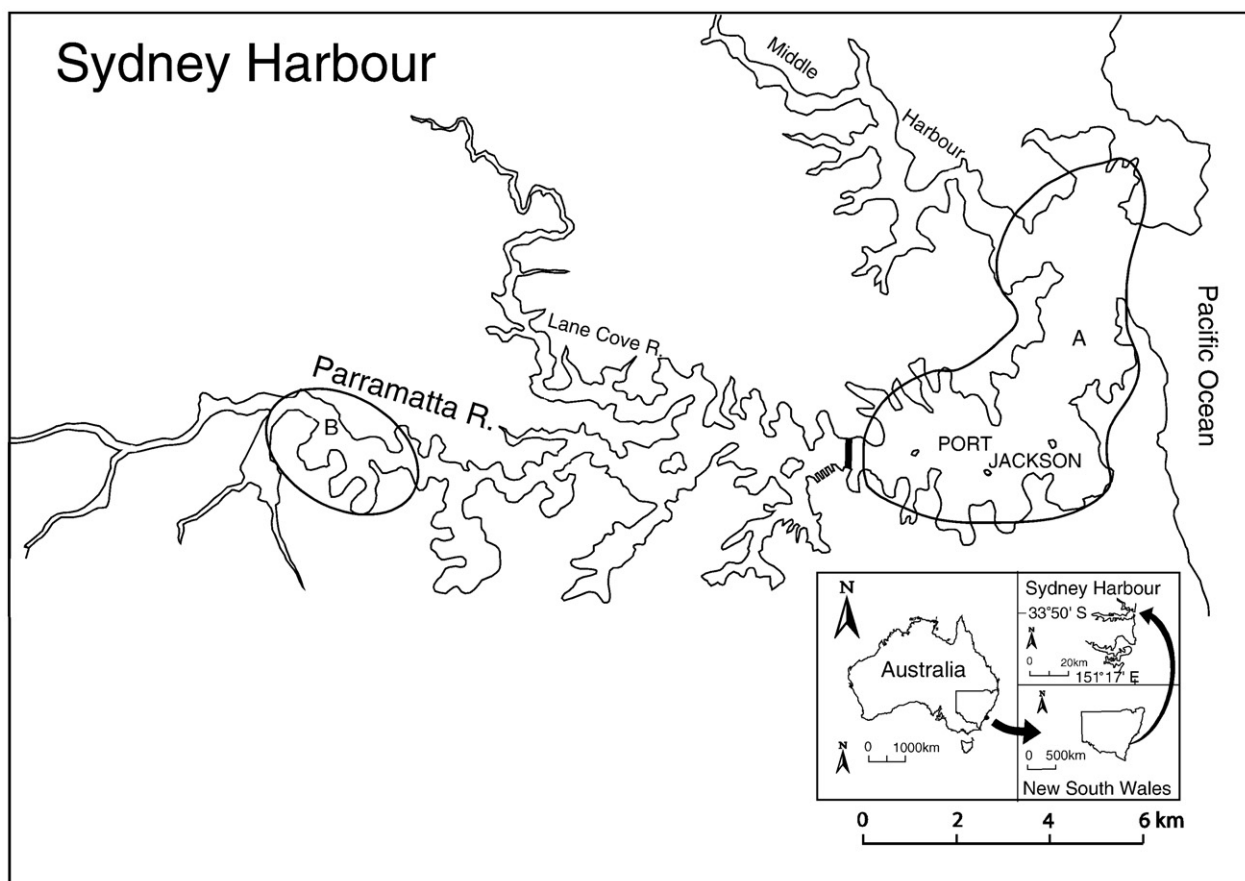 Sydney Harbour
Middle
Harbour
Lane Cove R.
Parramatta R.
A
B
PORT
JACKSON
Pacific Ocean
N
Australia
N
0 1000km
Sydney Harbour
33°50' S
N
0 20km
151°17' E
N
0 500km
New South Wales
0 2 4 6 km